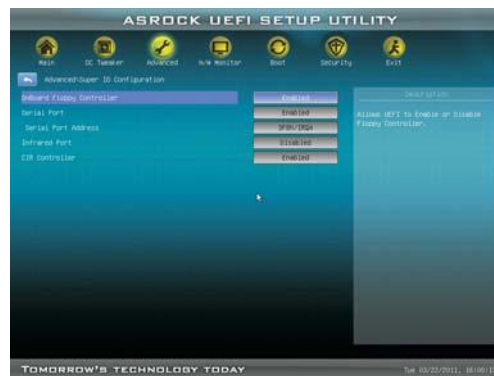 ASROCK UEFI SETUP UTILITY
Main
OC Tweaker
Advanced
H/W Monitor
Boot
Security
Exit
Advanced\Super IO Configuration
Onboard Floppy Controller
Enabled
Serial Port
Enabled
Serial Port Address
3F8h/IRQ4
Infrared Port
Disabled
CIR Controller
Enabled
Description
Allows UEFI to Enable or Disable
Floppy Controller.
TOMORROW'S TECHNOLOGY TODAY
Tue 03/22/2011,